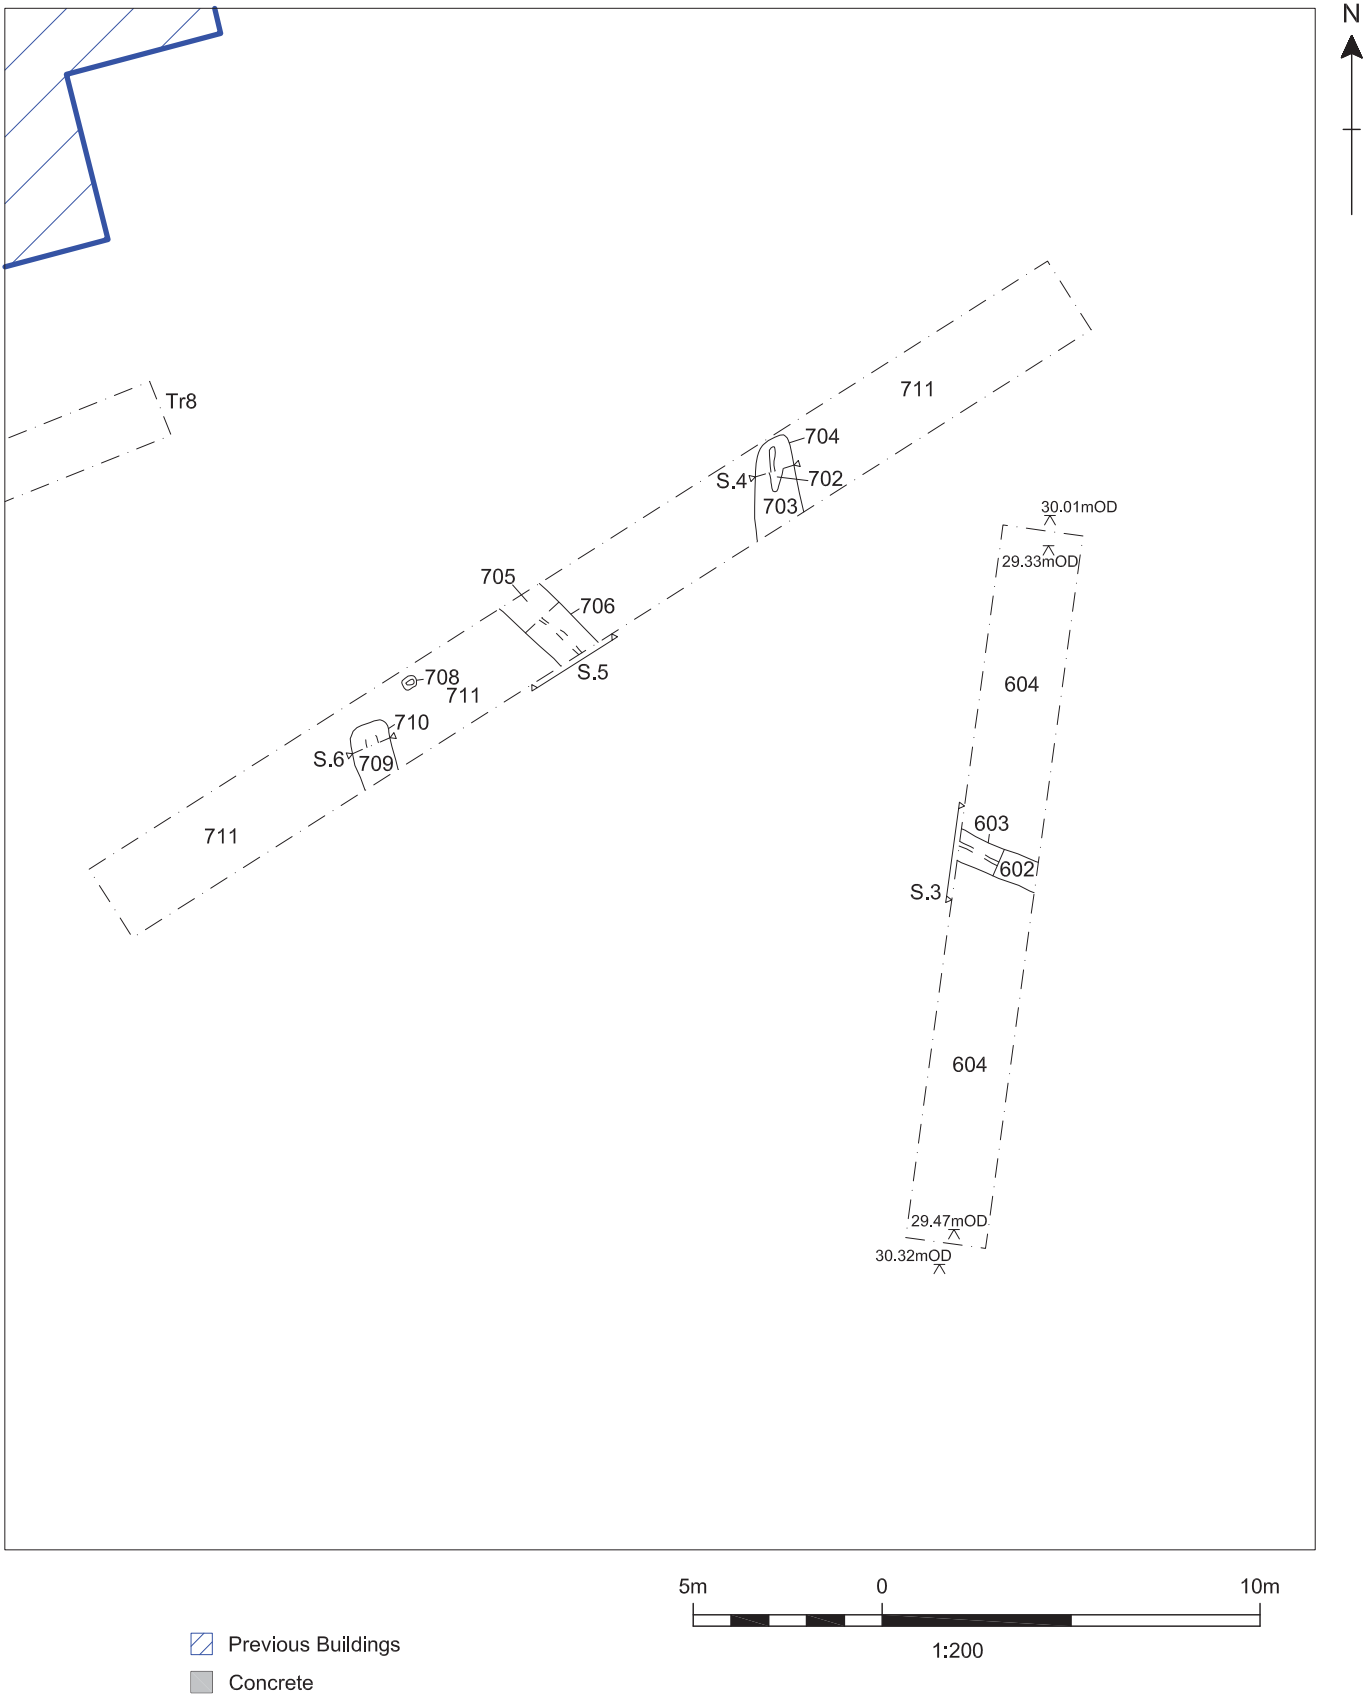 N
Tr8
711
704
S.4
702
703
30.01mOD
29.33mOD
705
706
S.5
708
711
604
710
S.6
709
711
603
602
S.3
604
29.47mOD
30.32mOD
5m 0 10m
1:200
Previous Buildings
Concrete